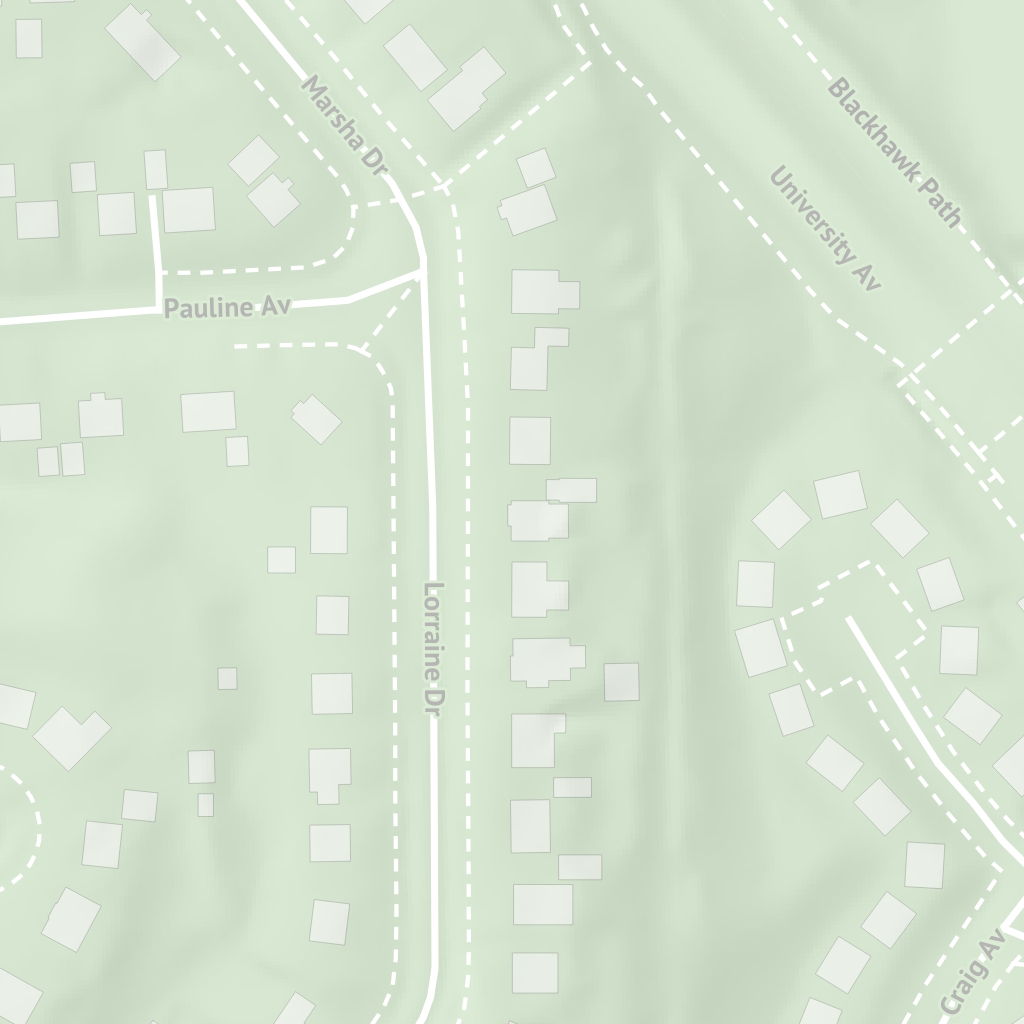 Marsha Dr
Blackhawk Path
University Av
Pauline Av
Lorraine Dr
Craig Av